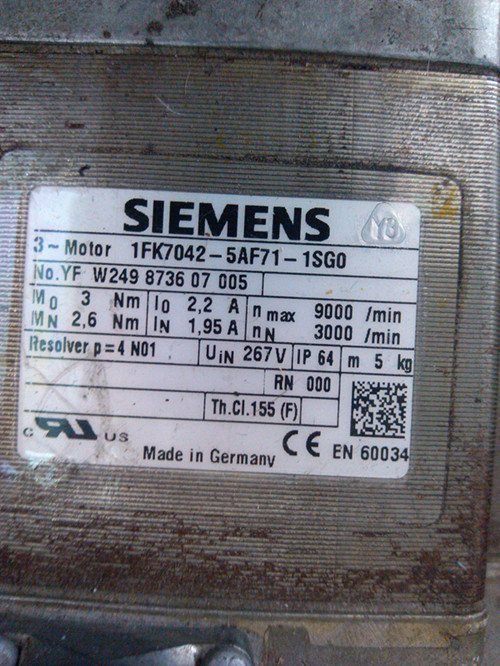 SIEMENS
3~Motor 1FK7042-5AF71-1SG0
No.YF W249 8736 07 005
M0 3 Nm I0 2,2 A n max 9000 /min
MN 2,6 Nm IN 1,95 A nN 3000 /min
Resolver p=4 N01 UIN 267V IP 64 m 5 kg
RN 000
Th.Cl.155 (F)
c RU US
Made in Germany CE EN 60034